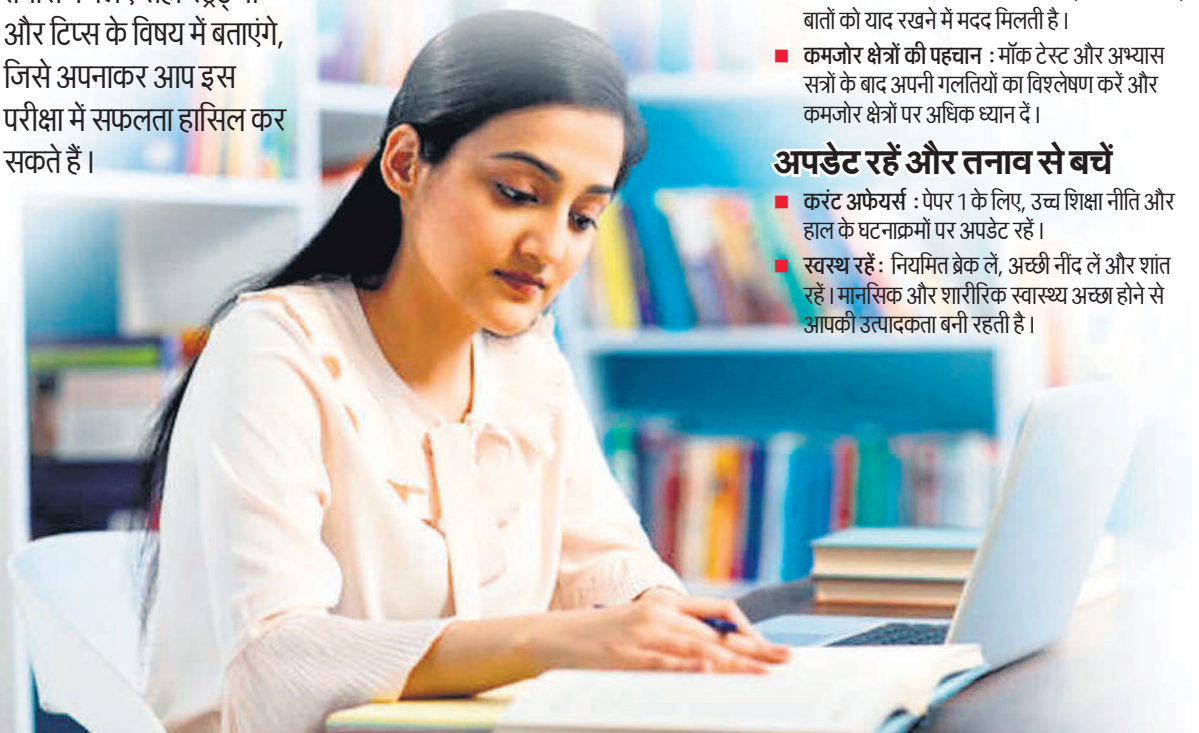 और टिप्स के विषय में बताएंगे,
जिसे अपनाकर आप इस
परीक्षा में सफलता हासिल कर
सकते हैं।
बातों को याद रखने में मदद मिलती है।
■ कमजोर क्षेत्रों की पहचान : मॉक टेस्ट और अभ्यास
सत्रों के बाद अपनी गलतियों का विश्लेषण करें और
कमजोर क्षेत्रों पर अधिक ध्यान दें।
अपडेट रहें और तनाव से बचें
■ करंट अफेयर्स : पेपर 1 के लिए, उच्च शिक्षा नीति और
हाल के घटनाक्रमों पर अपडेट रहें।
■ स्वस्थ रहें : नियमित ब्रेक लें, अच्छी नींद लें और शांत
रहें। मानसिक और शारीरिक स्वास्थ्य अच्छा होने से
आपकी उत्पादकता बनी रहती है।